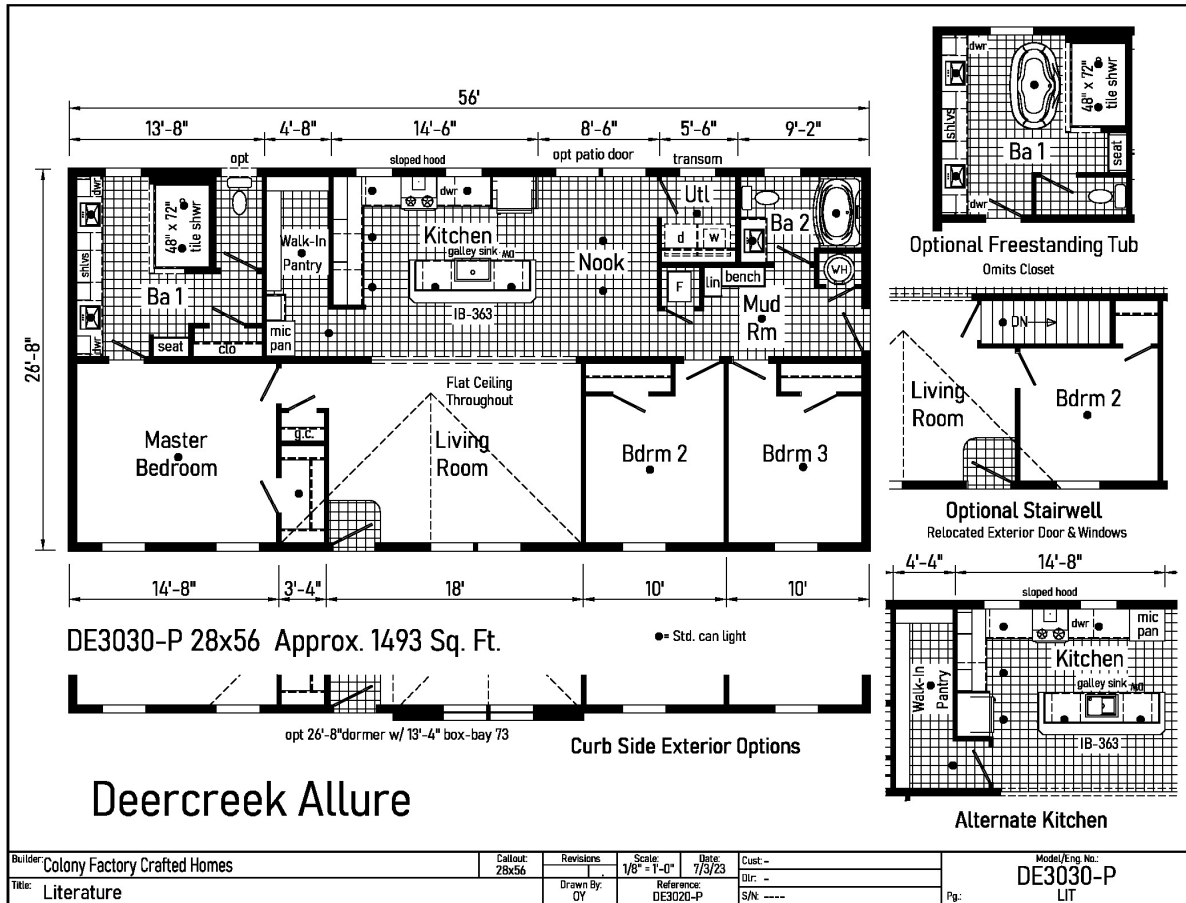 56'
13'-8"
4'-8"
14'-6"
8'-6"
5'-6"
9'-2"
opt
sloped hood
opt patio door
transom
26'-8"
dwr
48" x 72"
tile shwr
shlvs
Ba 1
dwr
seat
clo
Walk-In
Pantry
mic
pan
dwr
Kitchen
galley sink
DW
IB-363
Nook
Utl
d
w
F
lin
bench
Ba 2
WH
Mud
Rm
Master
Bedroom
g.c.
Flat Ceiling
Throughout
Living
Room
Bdrm 2
Bdrm 3
14'-8"
3'-4"
18'
10'
10'
DE3030-P 28x56 Approx. 1493 Sq. Ft.
= Std. can light
opt 26'-8"dormer w/ 13'-4" box-bay 73
Curb Side Exterior Options
Deercreek Allure
dwr
48" x 72"
tile shwr
shlvs
Ba 1
seat
dwr
Optional Freestanding Tub
Omits Closet
DN
Living
Room
Bdrm 2
Optional Stairwell
Relocated Exterior Door & Windows
4'-4"
14'-8"
sloped hood
dwr
mic
pan
Kitchen
galley sink
DW
Walk-In
Pantry
IB-363
Alternate Kitchen
Builder: Colony Factory Crafted Homes
Title: Literature
Callout:
28x56
Revisions
Drawn By:
OY
Scale:
1/8" = 1'-0"
Date:
7/3/23
Reference:
DE3020-P
Cust: -
Dlr: -
S/N: ----
Model/Eng. No.:
DE3030-P
Pg.: LIT